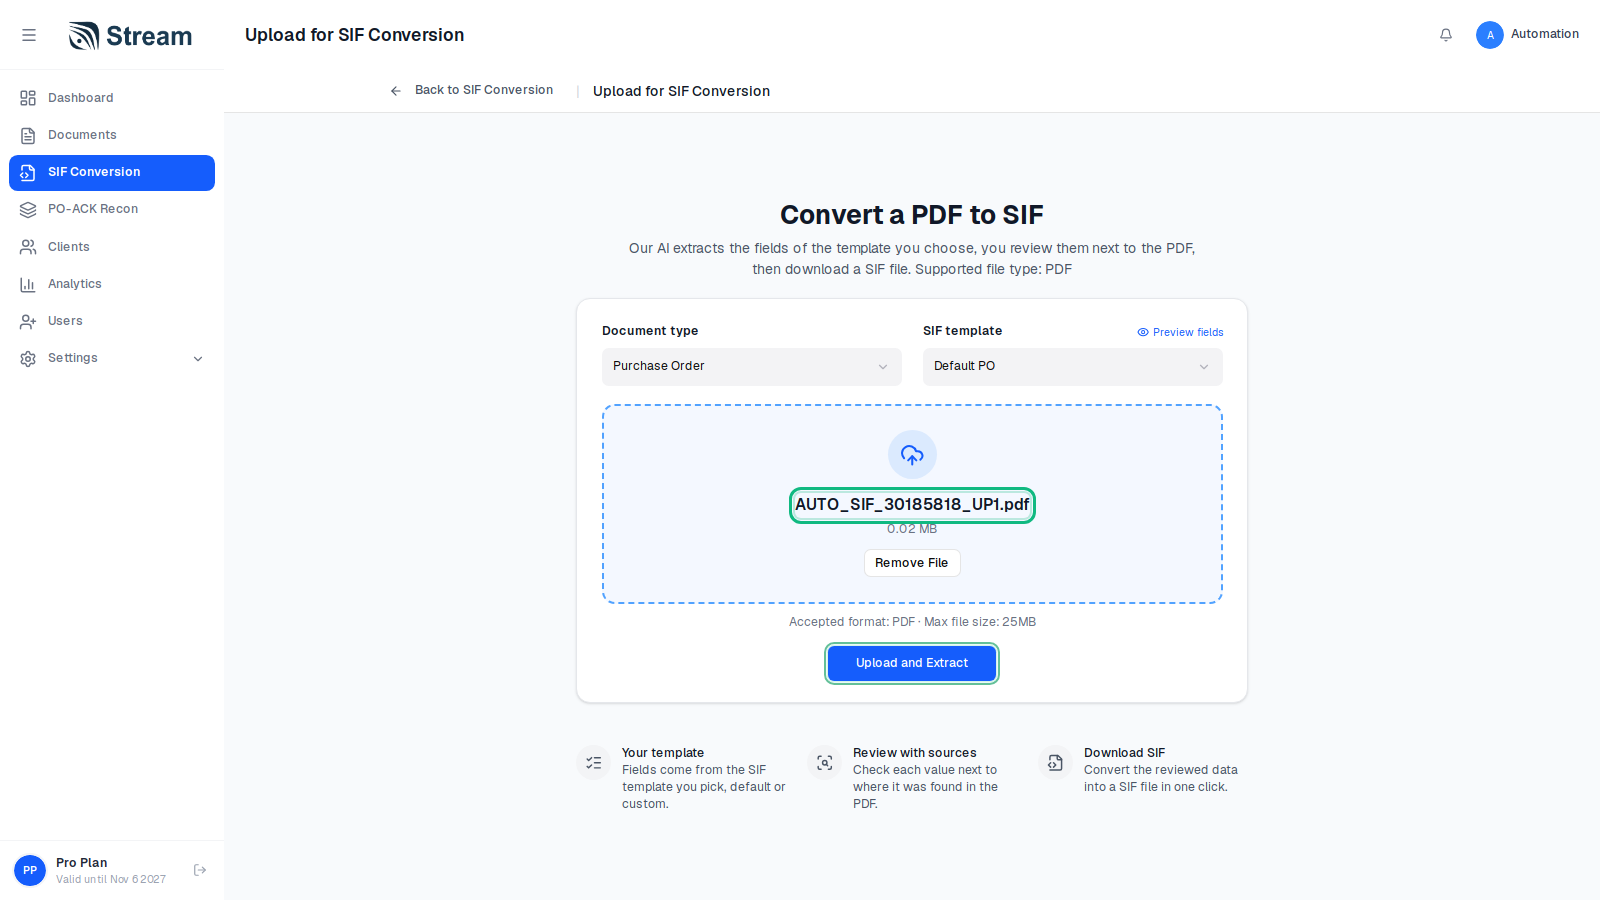 Stream
Upload for SIF Conversion
A
Automation
Back to SIF Conversion
Upload for SIF Conversion
Dashboard
Documents
SIF Conversion
PO-ACK Recon
Clients
Analytics
Users
Settings
Convert a PDF to SIF
Our AI extracts the fields of the template you choose, you review them next to the PDF,
then download a SIF file. Supported file type: PDF
Document type
SIF template
Preview fields
Purchase Order
Default PO
AUTO_SIF_30185818_UP1.pdf
0.02 MB
Remove File
Accepted format: PDF · Max file size: 25MB
Upload and Extract
Your template
Fields come from the SIF
template you pick, default or
custom.
Review with sources
Check each value next to
where it was found in the
PDF.
Download SIF
Convert the reviewed data
into a SIF file in one click.
PP
Pro Plan
Valid until Nov 6 2027